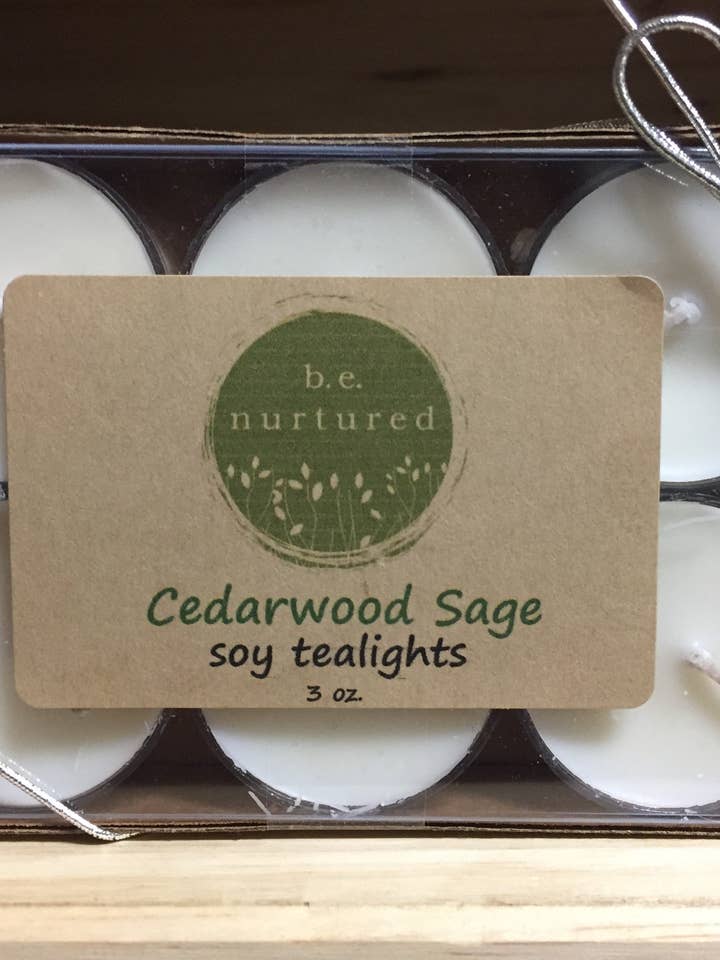 b. e.
nurtured
Cedarwood Sage
soy tealights
3 oz.